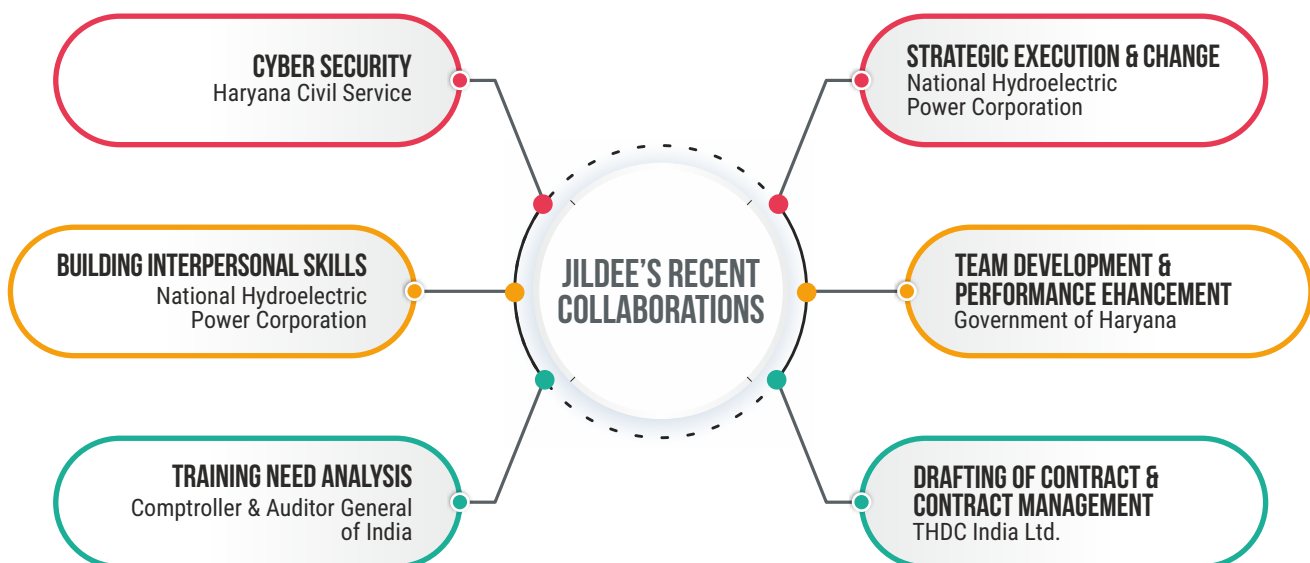 CYBER SECURITY
Haryana Civil Service
BUILDING INTERPERSONAL SKILLS
National Hydroelectric
Power Corporation
TRAINING NEED ANALYSIS
Comptroller & Auditor General
of India
JILDEE’S RECENT
COLLABORATIONS
STRATEGIC EXECUTION & CHANGE
National Hydroelectric
Power Corporation
TEAM DEVELOPMENT &
PERFORMANCE EHANCEMENT
Government of Haryana
DRAFTING OF CONTRACT &
CONTRACT MANAGEMENT
THDC India Ltd.